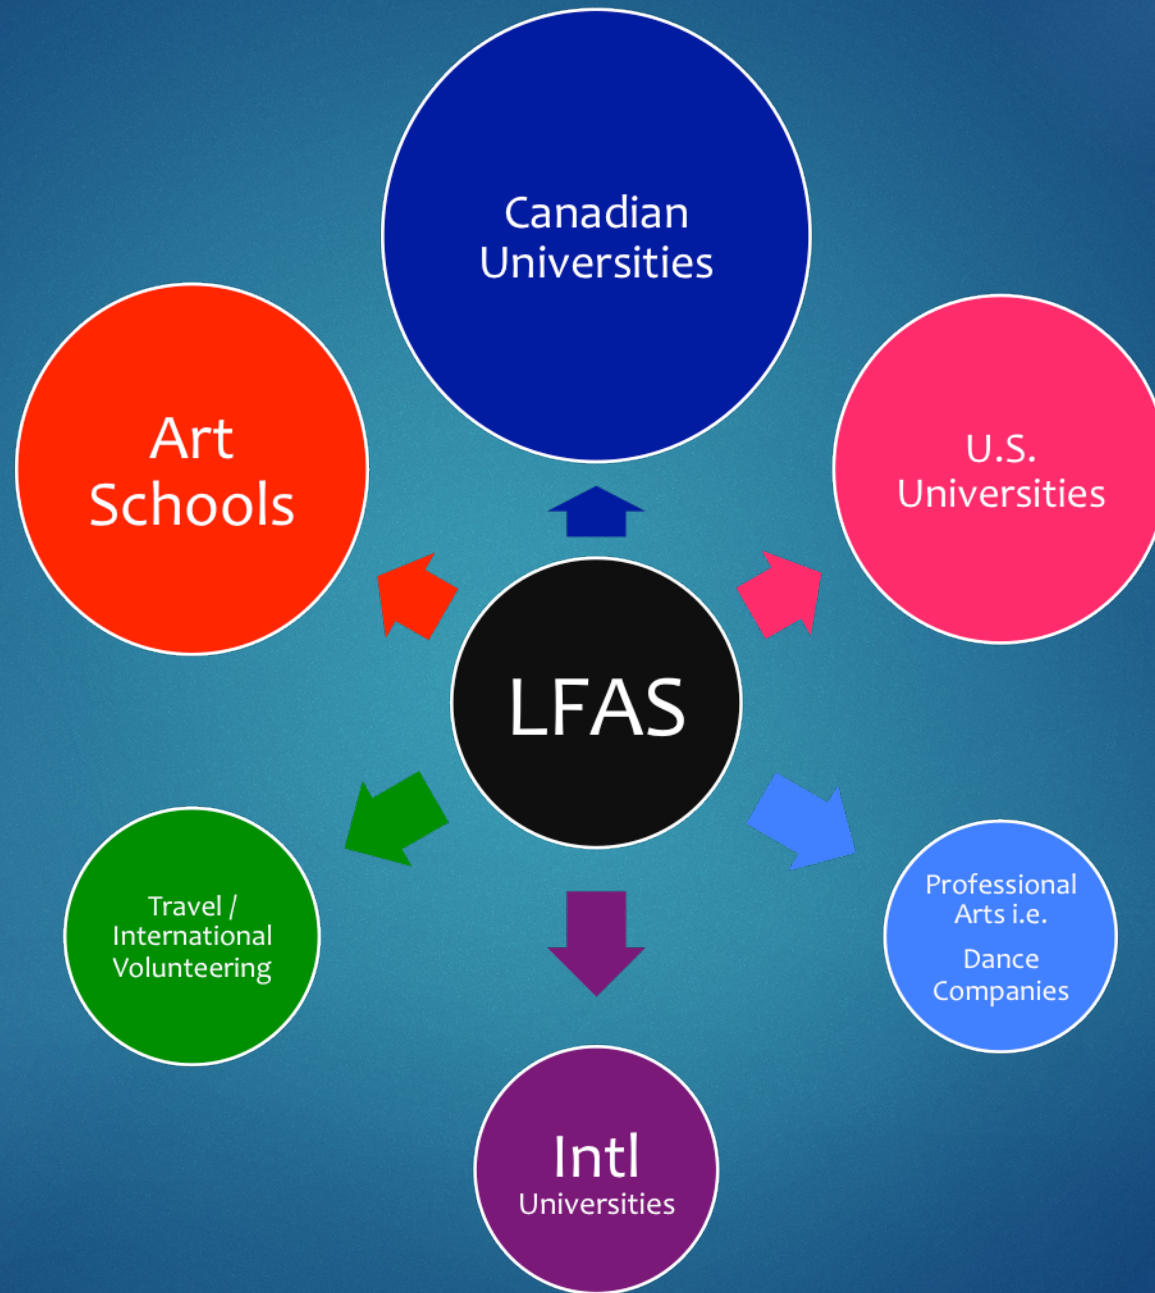 Canadian
Universities
Art
Schools
U.S.
Universities
LFAS
Travel /
International
Volunteering
Professional
Arts i.e.
Dance
Companies
Intl
Universities